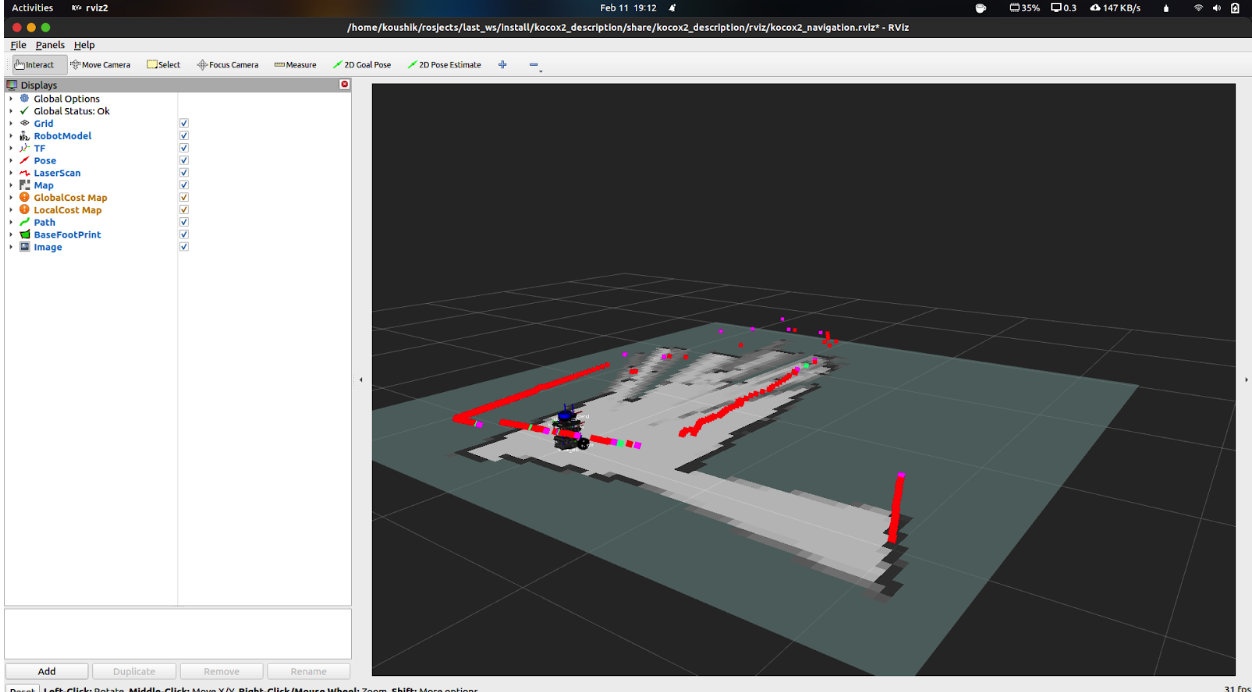 Activities rviz2 Feb 11 19:12 35% 0.3 147 KB/s
/home/koushik/rosjects/last_ws/install/kocox2_description/share/kocox2_description/rviz/kocox2_navigation.rviz* - RViz
File Panels Help
Interact Move Camera Select Focus Camera Measure 2D Goal Pose 2D Pose Estimate
Displays
Global Options
Global Status: Ok
Grid
RobotModel
TF
Pose
LaserScan
Map
GlobalCost Map
LocalCost Map
Path
BaseFootPrint
Image
Add Duplicate Remove Rename
Reset Left-Click: Rotate. Middle-Click: Move X/Y. Right-Click/Mouse Wheel: Zoom. Shift: More options. 31 fps